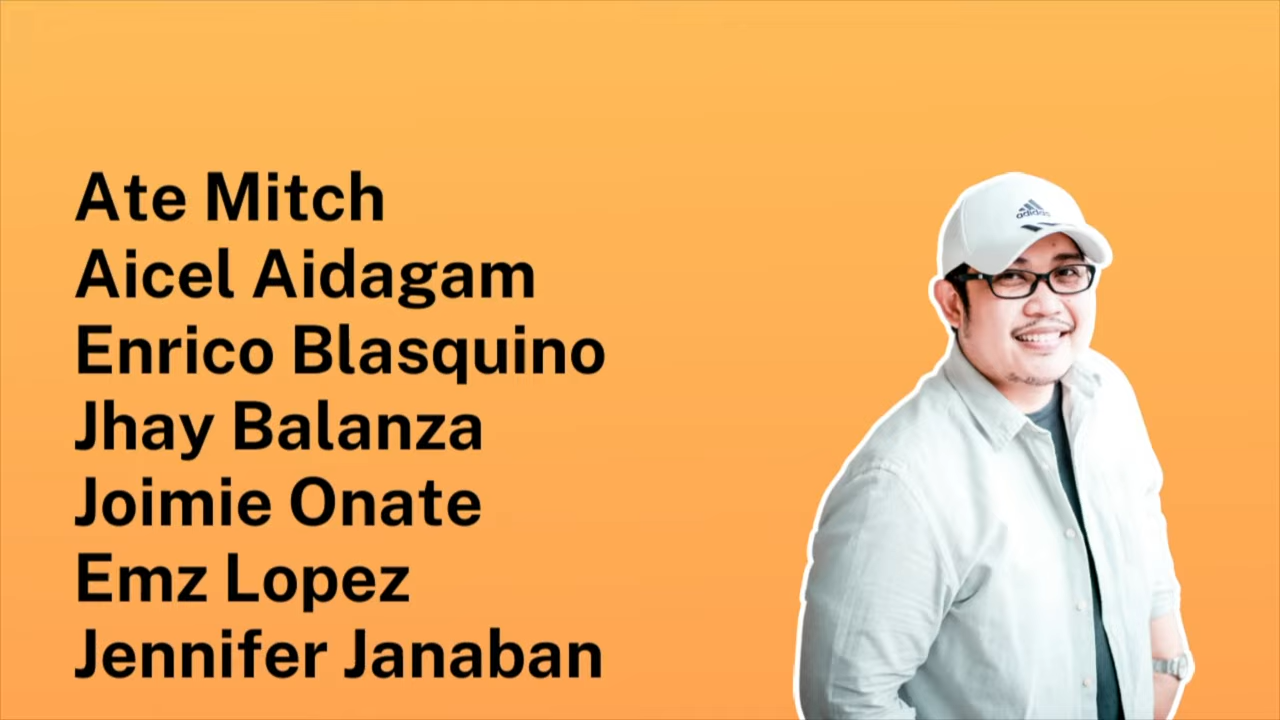 Ate Mitch
Aicel Aidagam
Enrico Blasquino
Jhay Balanza
Joimie Onate
Emz Lopez
Jennifer Janaban
adidas